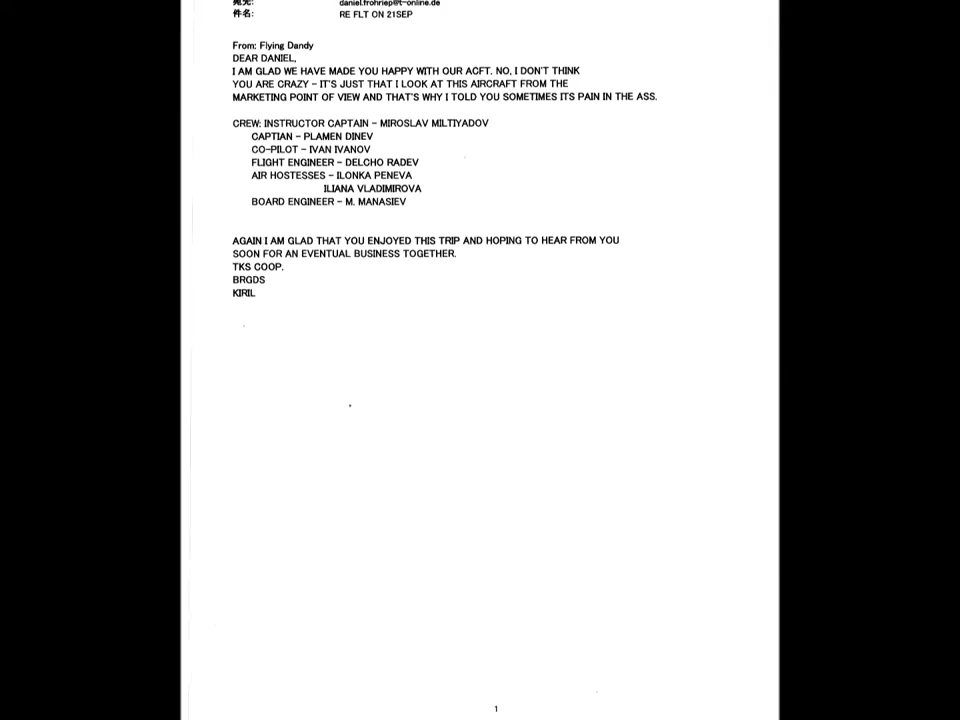 宛先: daniel.frohriep@t-online.de
件名: RE FLT ON 21SEP
From: Flying Dandy
DEAR DANIEL,
I AM GLAD WE HAVE MADE YOU HAPPY WITH OUR ACFT. NO, I DON'T THINK
YOU ARE CRAZY - IT'S JUST THAT I LOOK AT THIS AIRCRAFT FROM THE
MARKETING POINT OF VIEW AND THAT'S WHY I TOLD YOU SOMETIMES ITS PAIN IN THE ASS.
CREW: INSTRUCTOR CAPTAIN - MIROSLAV MILTIYADOV
CAPTIAN - PLAMEN DINEV
CO-PILOT - IVAN IVANOV
FLIGHT ENGINEER - DELCHO RADEV
AIR HOSTESSES - ILONKA PENEVA
ILIANA VLADIMIROVA
BOARD ENGINEER - M. MANASIEV
AGAIN I AM GLAD THAT YOU ENJOYED THIS TRIP AND HOPING TO HEAR FROM YOU
SOON FOR AN EVENTUAL BUSINESS TOGETHER.
TKS COOP.
BRGDS
KIRIL
1